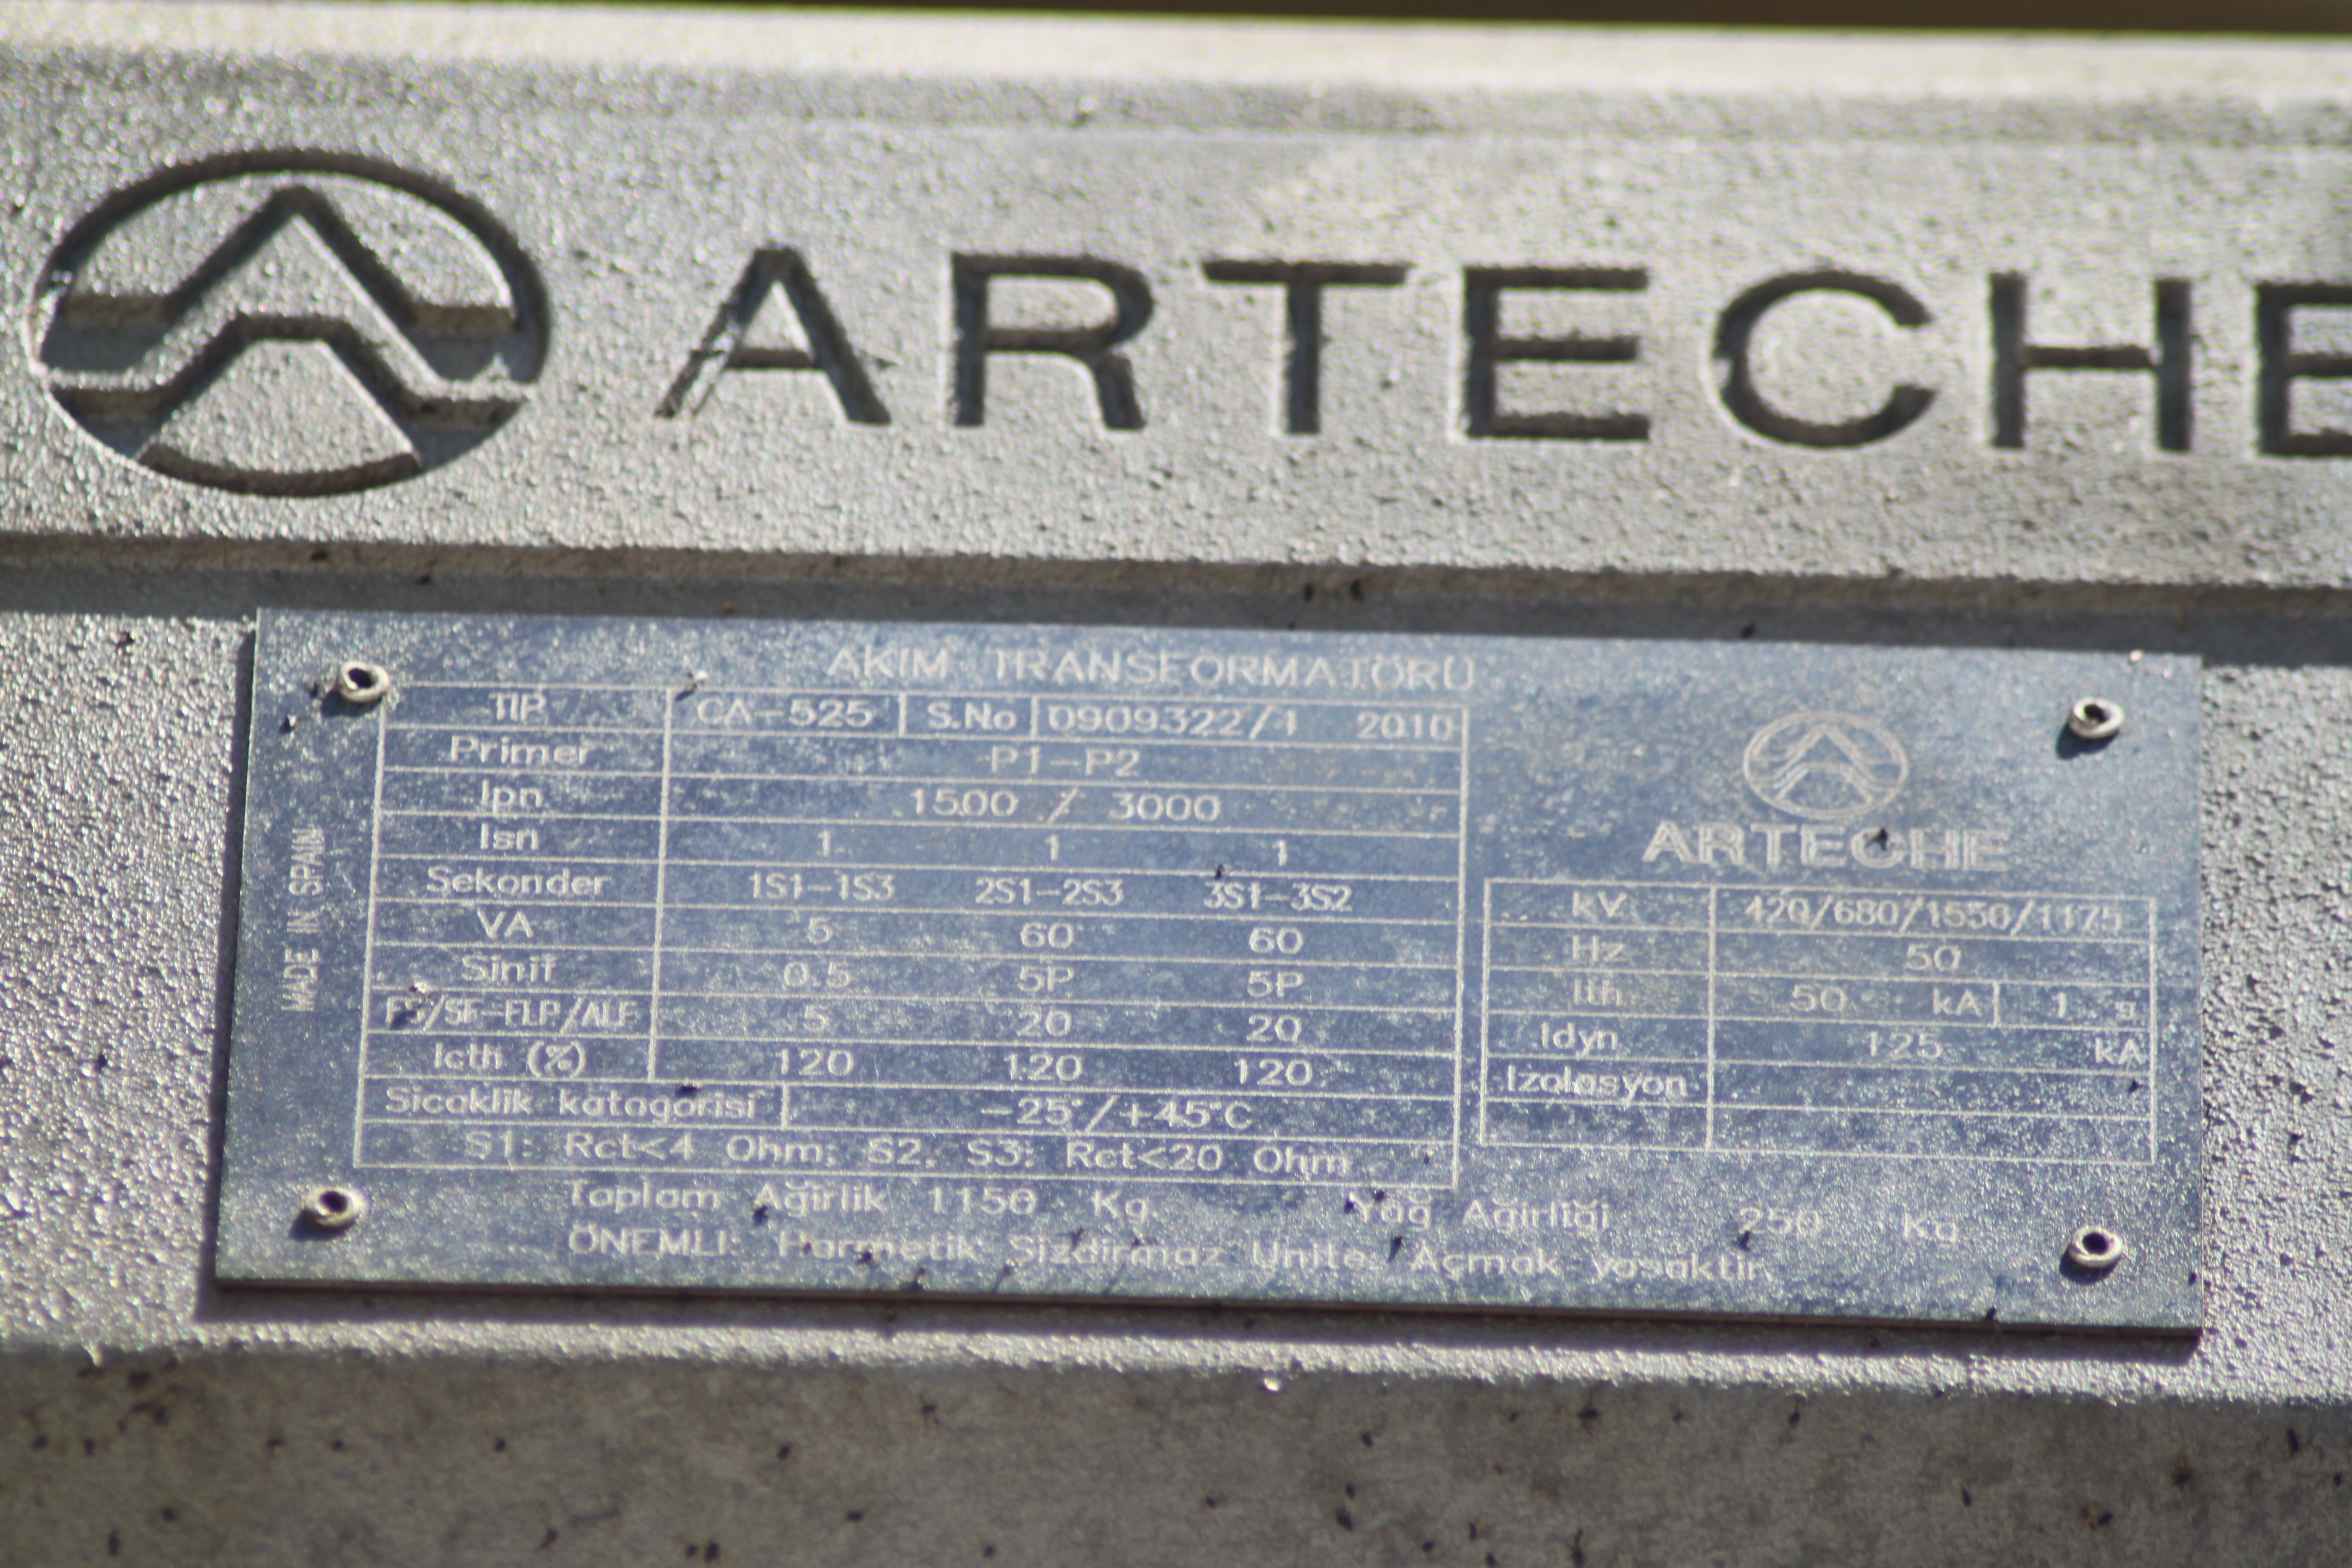 ARTECHE
AKIM TRANSFORMATÖRÜ
TIP CA-525 S.No 0909322/1 2010
Primer P1-P2
Ipn 1500 / 3000
Isn 1 1 1
Sekonder 1S1-1S3 2S1-2S3 3S1-3S2
VA 5 60 60
Sinif 0.5 5P 5P
FS/SF-FLP/ALF 5 20 20
Icth (%) 120 120 120
Sicaklik katagorisi -25°/+45°C
S1: Rct<4 Ohm; S2, S3: Rct<20 Ohm
MADE IN SPAIN
ARTECHE
kV 420/680/1550/1175
Hz 50
Ith 50 kA 1 s
Idyn 125 kA
Izolasyon
Toplam Ağirlik 1150 Kg. Yağ Ağirliği 250 Kg
ÖNEMLI: Harmetik Sizdirmaz Unite. Açmak yasaktir.